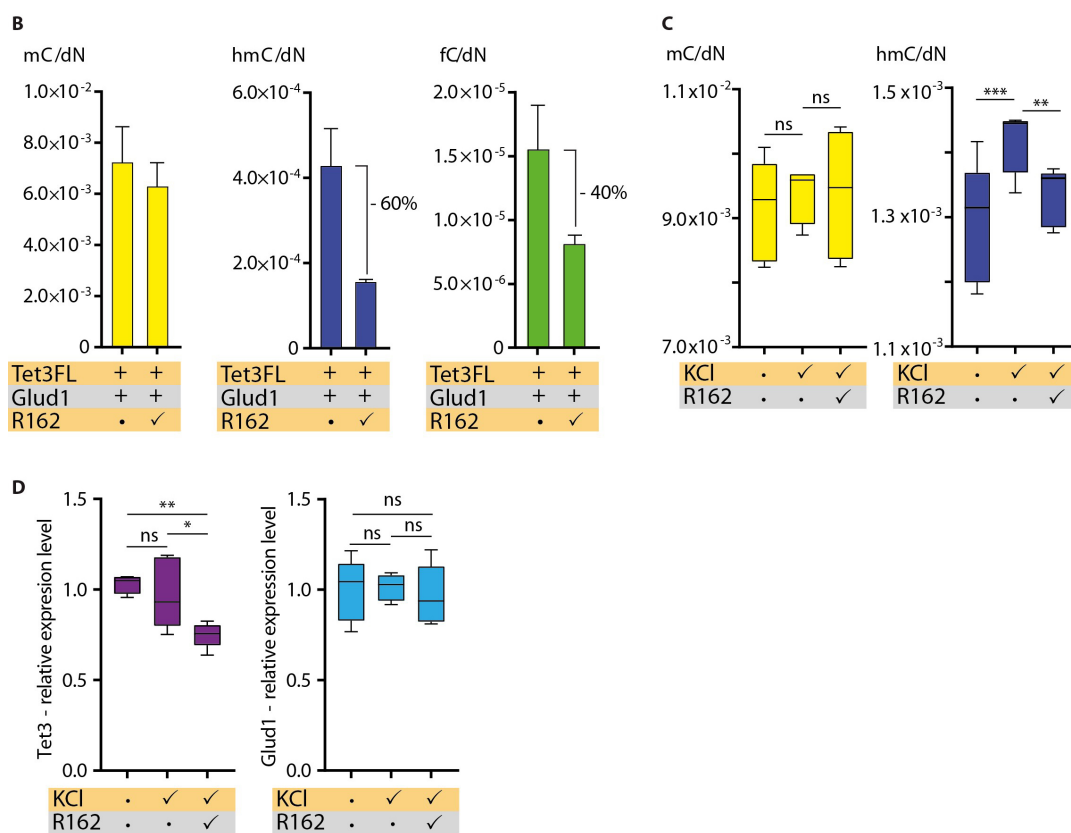 B
mC/dN
1.0×10⁻²
8.0×10⁻³
6.0×10⁻³
4.0×10⁻³
2.0×10⁻³
0
Tet3FL + +
Glud1 + +
R162 • ✓
hmC/dN
6.0×10⁻⁴
4.0×10⁻⁴
2.0×10⁻⁴
0
- 60%
Tet3FL + +
Glud1 + +
R162 • ✓
fC/dN
2.0×10⁻⁵
1.5×10⁻⁵
1.0×10⁻⁵
5.0×10⁻⁶
0
- 40%
Tet3FL + +
Glud1 + +
R162 • ✓
C
mC/dN
1.1 x10⁻²
9.0 x10⁻³
7.0x10⁻³
ns
ns
KCl • ✓ ✓
R162 • • ✓
hmC/dN
1.5 x10⁻³
1.3 x10⁻³
1.1 x10⁻³
***
**
KCl • ✓ ✓
R162 • • ✓
D
Tet3 - relative expresion level
1.5
1.0
0.5
0.0
**
ns
*
KCl • ✓ ✓
R162 • • ✓
Glud1 - relative expresion level
1.5
1.0
0.5
0.0
ns
ns
ns
KCl • ✓ ✓
R162 • • ✓